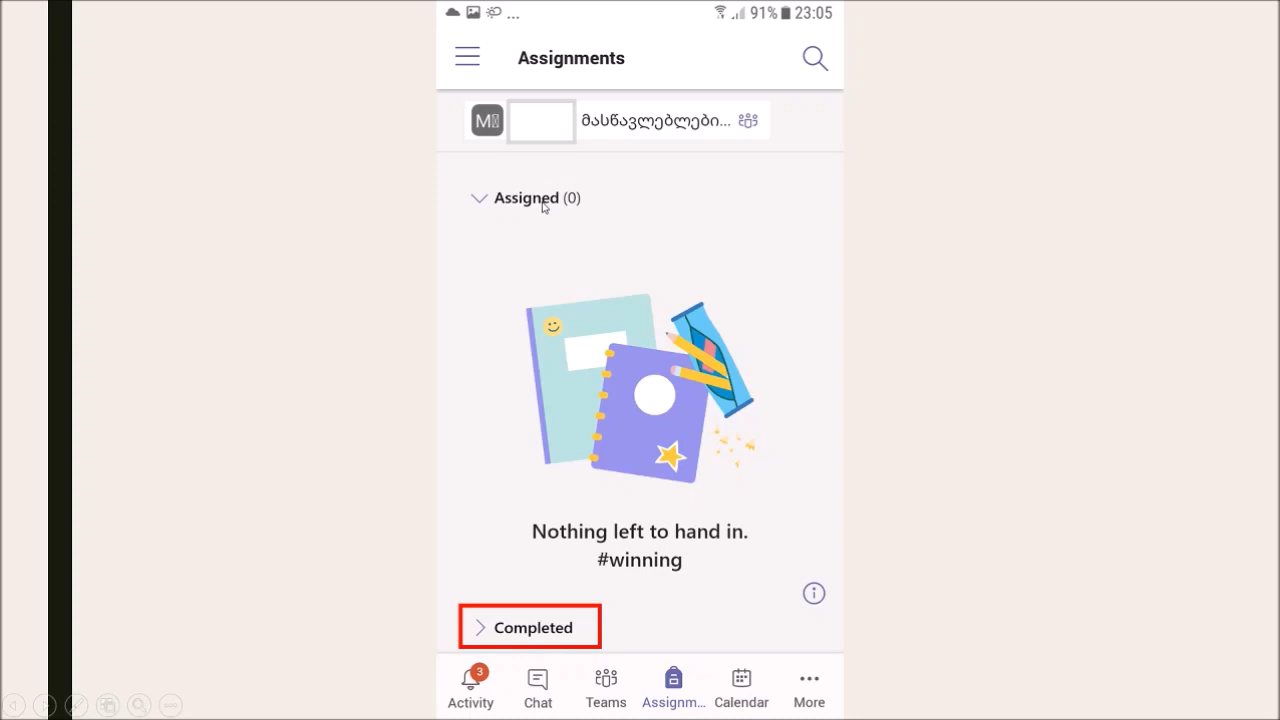 ... 91% 23:05
Assignments
M მასწავლებლები...
Assigned (0)
Nothing left to hand in.
#winning
Completed
3
Activity Chat Teams Assignm... Calendar More